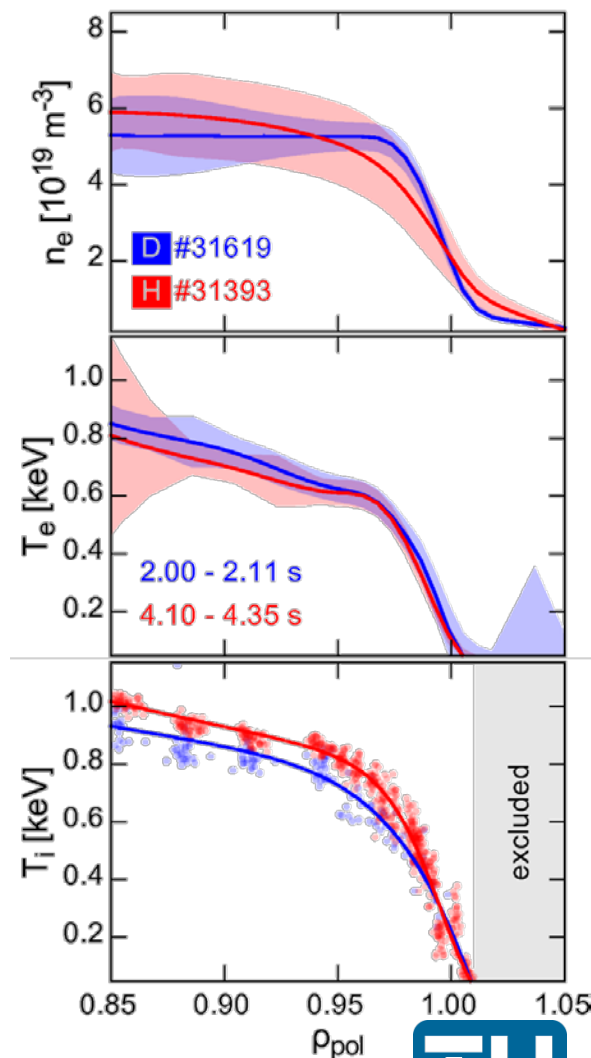 8
6
4
2
n_e [10^19 m^-3]
D #31619
H #31393
1.0
0.8
0.6
0.4
0.2
T_e [keV]
2.00 - 2.11 s
4.10 - 4.35 s
1.0
0.8
0.6
0.4
0.2
T_i [keV]
excluded
0.85 0.90 0.95 1.00 1.05
ρ_pol